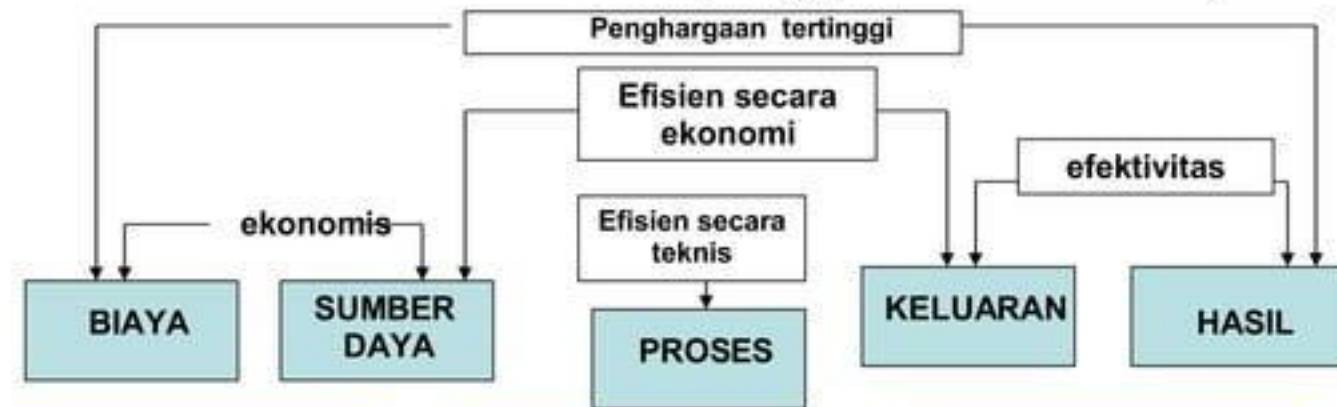 Penghargaan tertinggi
Efisien secara
ekonomi
efektivitas
ekonomis
Efisien secara
teknis
BIAYA
SUMBER
DAYA
PROSES
KELUARAN
HASIL